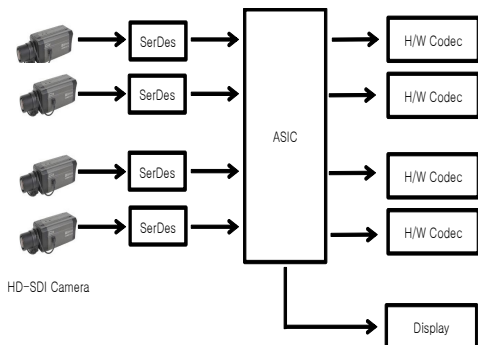 SerDes
H/W Codec
SerDes
H/W Codec
ASIC
SerDes
H/W Codec
SerDes
H/W Codec
HD-SDI Camera
Display